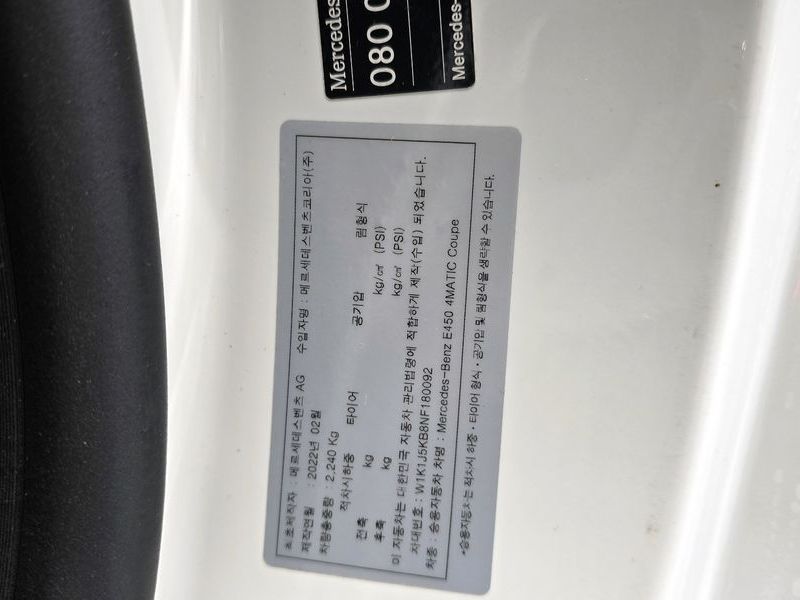 Mercedes
080 0
Mercedes-
최초제작자 : 메르세데스벤츠 AG 수입자명 : 메르세데스벤츠코리아(주)
제작연월 : 2022년 02월
차량총중량 : 2,240 Kg
적차시하중 타이어 공기압 림형식
전축 kg kg/㎠ (PSI)
후축 kg kg/㎠ (PSI)
이 자동차는 대한민국 자동차 관리법령에 적합하게 제작(수입) 되었습니다.
차대번호 : W1K1J5KB8NF180092
차종 : 승용자동차 차명 : Mercedes-Benz E450 4MATIC Coupe
*승용자동차는 적차시 하중·타이어 형식·공기압 및 림형식을 생략할 수 있습니다.